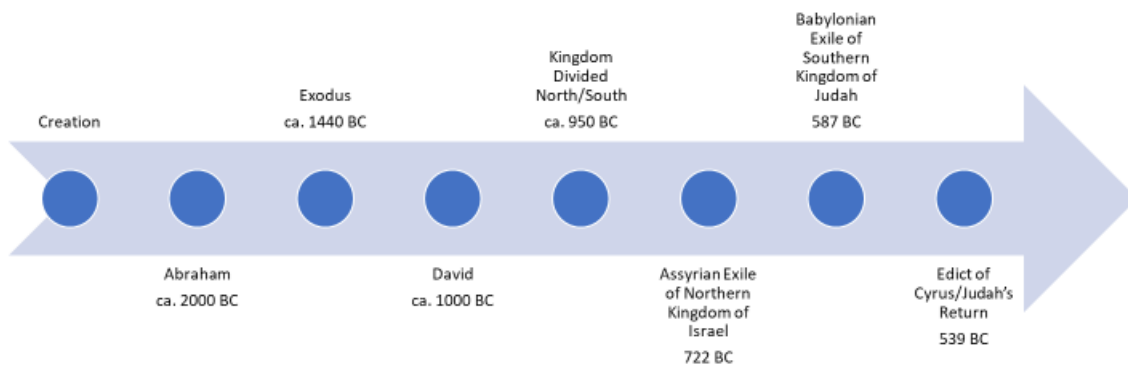 Creation
Abraham
ca. 2000 BC
Exodus
ca. 1440 BC
David
ca. 1000 BC
Kingdom
Divided
North/South
ca. 950 BC
Assyrian Exile
of Northern
Kingdom of
Israel
722 BC
Babylonian
Exile of
Southern
Kingdom of
Judah
587 BC
Edict of
Cyrus/Judah's
Return
539 BC